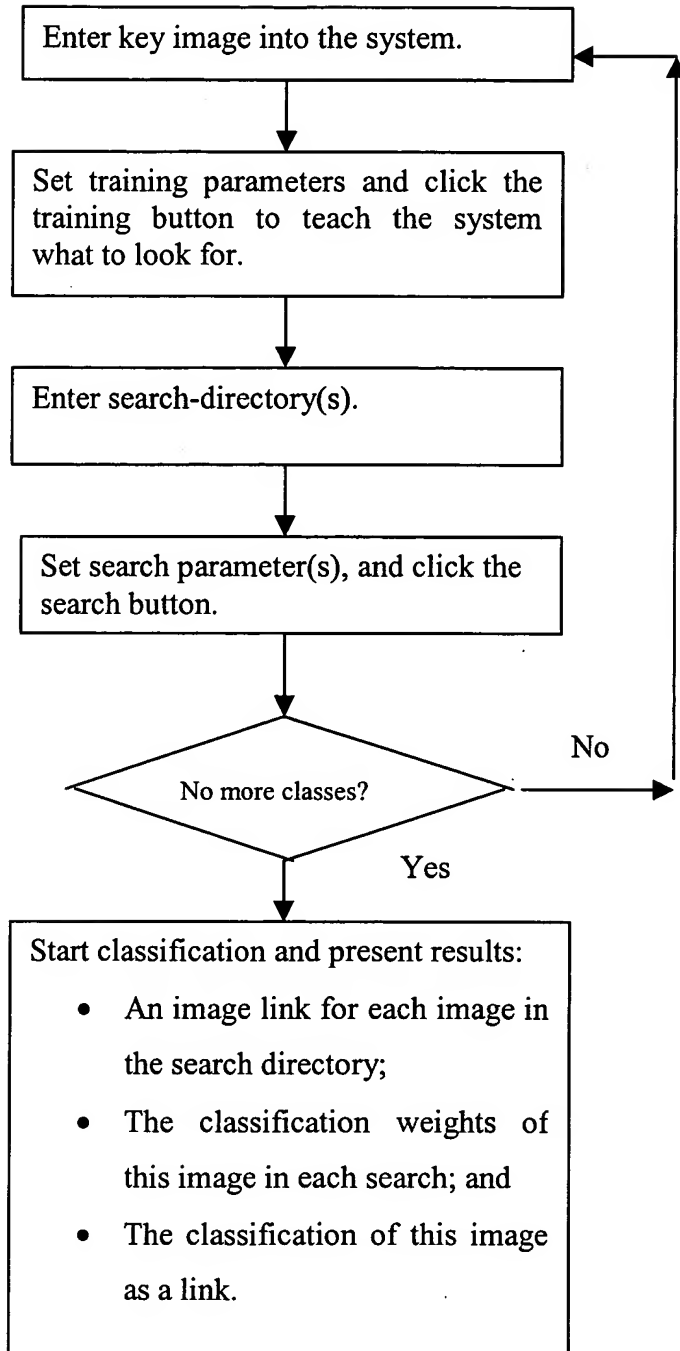 Enter key image into the system.
Set training parameters and click the
training button to teach the system
what to look for.
Enter search-directory(s).
Set search parameter(s), and click the
search button.
No more classes?
No
Yes
Start classification and present results:
• An image link for each image in
the search directory;
• The classification weights of
this image in each search; and
• The classification of this image
as a link.